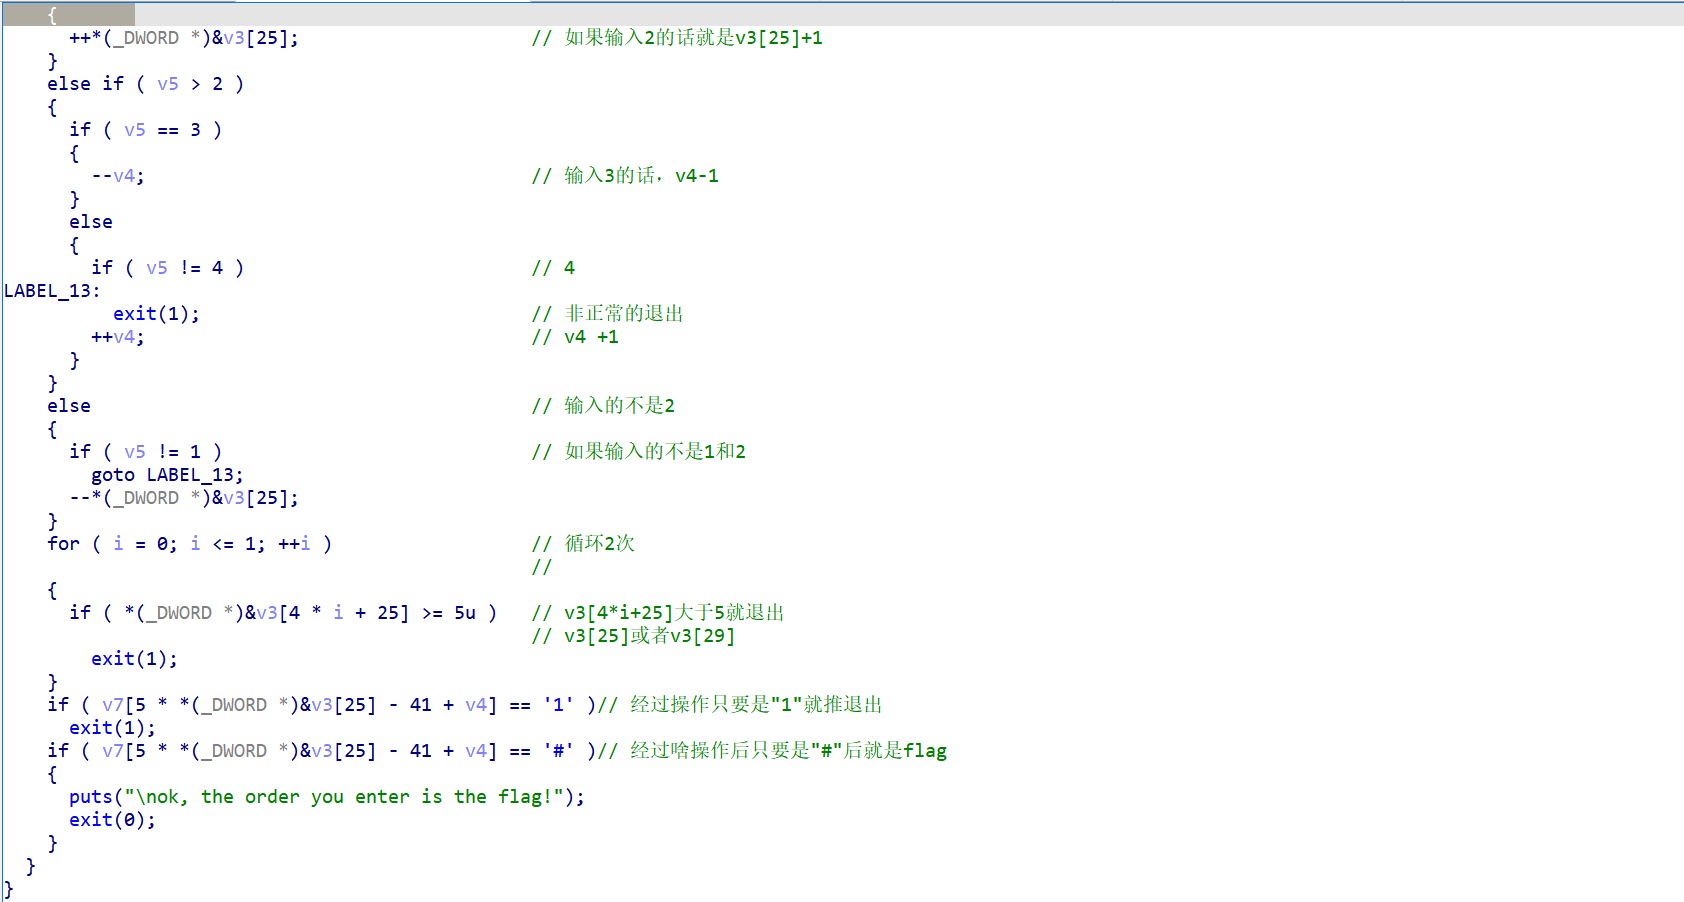 {
++*(_DWORD *)&v3[25]; // 如果输入2的话就是v3[25]+1
}
else if ( v5 > 2 )
{
if ( v5 == 3 )
{
--v4; // 输入3的话，v4-1
}
else
{
if ( v5 != 4 ) // 4
LABEL_13:
exit(1); // 非正常的退出
++v4; // v4 +1
}
}
else // 输入的不是2
{
if ( v5 != 1 ) // 如果输入的不是1和2
goto LABEL_13;
--*(_DWORD *)&v3[25];
}
for ( i = 0; i <= 1; ++i ) // 循环2次
//
{
if ( *(_DWORD *)&v3[4 * i + 25] >= 5u ) // v3[4*i+25]大于5就退出
// v3[25]或者v3[29]
exit(1);
}
if ( v7[5 * *(_DWORD *)&v3[25] - 41 + v4] == '1' )// 经过操作只要是"1"就推退出
exit(1);
if ( v7[5 * *(_DWORD *)&v3[25] - 41 + v4] == '#' )// 经过啥操作后只要是"#"后就是flag
{
puts("\nok, the order you enter is the flag!");
exit(0);
}
}
}